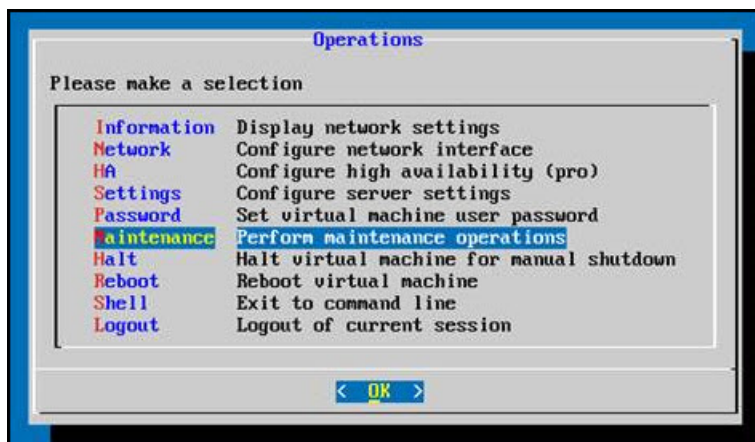 Operations
Please make a selection
Information Display network settings
Network Configure network interface
HA Configure high availability (pro)
Settings Configure server settings
Password Set virtual machine user password
Maintenance Perform maintenance operations
Halt Halt virtual machine for manual shutdown
Reboot Reboot virtual machine
Shell Exit to command line
Logout Logout of current session
< OK >